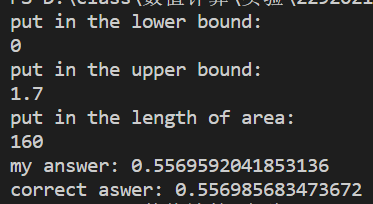 put in the lower bound:
0
put in the upper bound:
1.7
put in the length of area:
160
my answer: 0.5569592041853136
correct aswer: 0.556985683473672